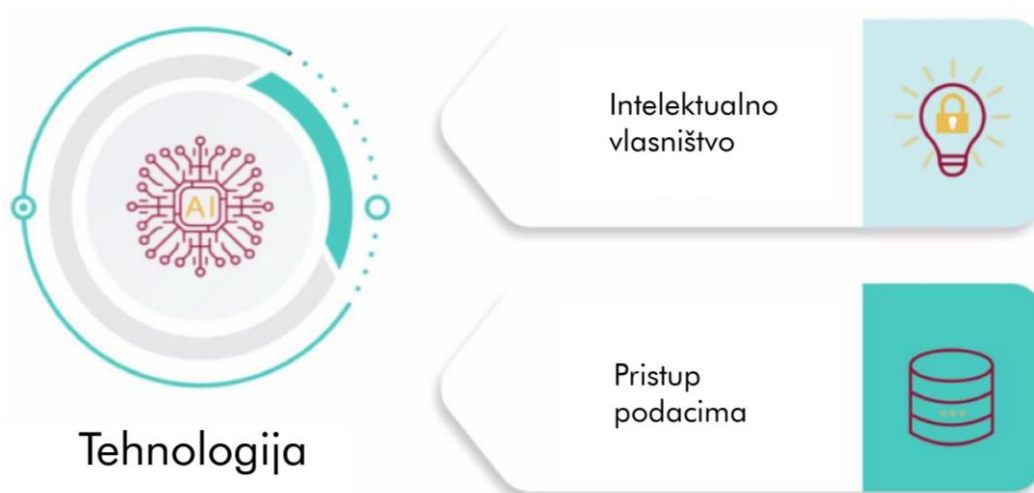 AI
Tehnologija
Intelektualno
vlasništvo
Pristup
podacima